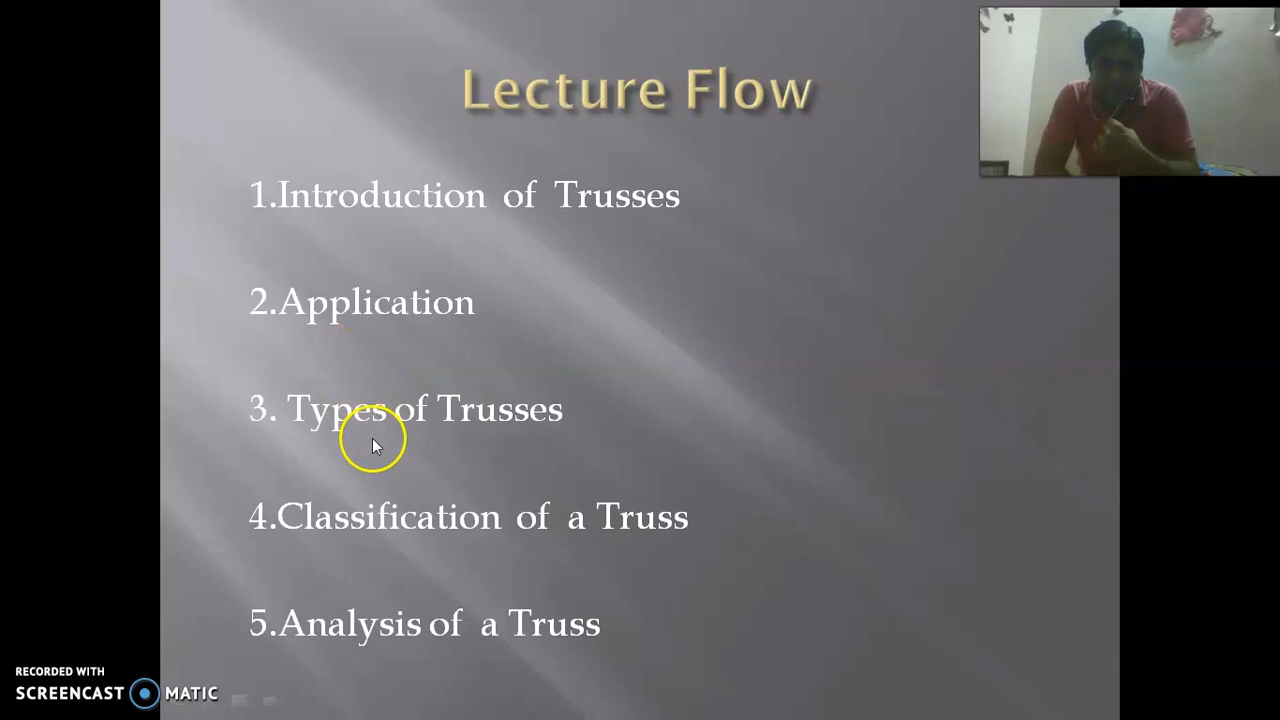 Lecture Flow
1.Introduction of Trusses
2.Application
3. Types of Trusses
4.Classification of a Truss
5.Analysis of a Truss
RECORDED WITH
SCREENCAST MATIC